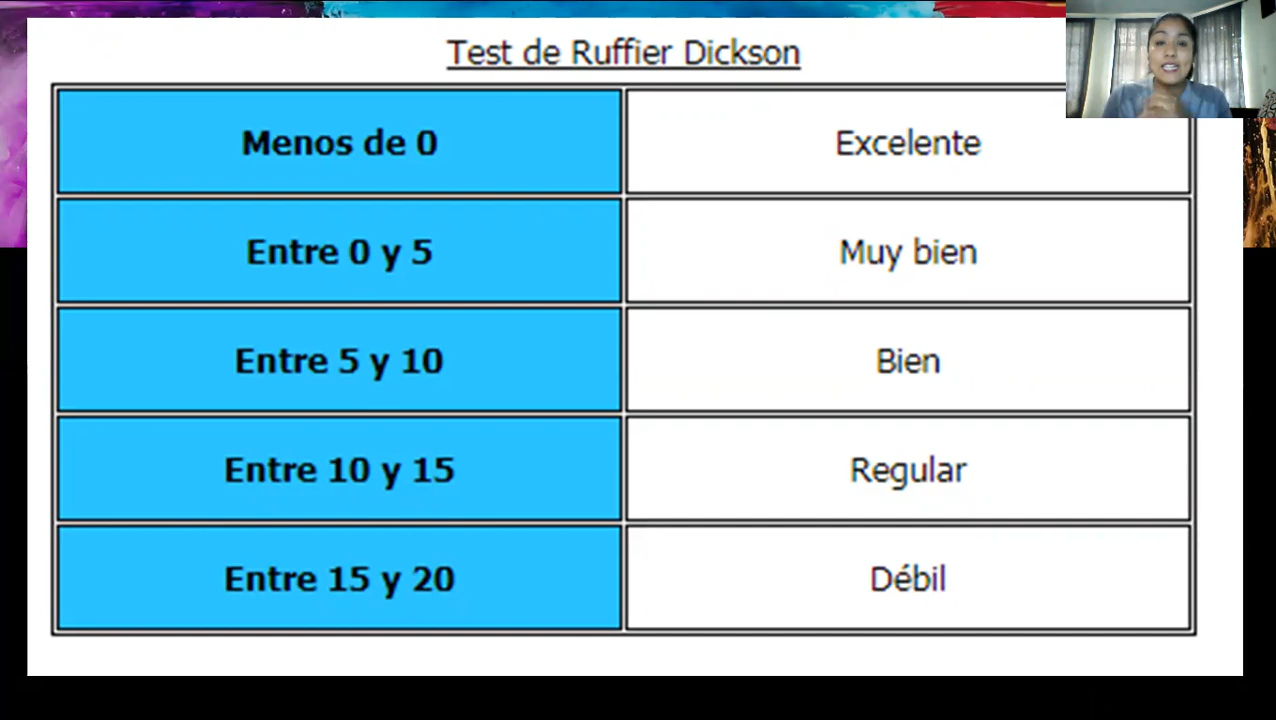 Test de Ruffier Dickson
Menos de 0
Excelente
Entre 0 y 5
Muy bien
Entre 5 y 10
Bien
Entre 10 y 15
Regular
Entre 15 y 20
Débil